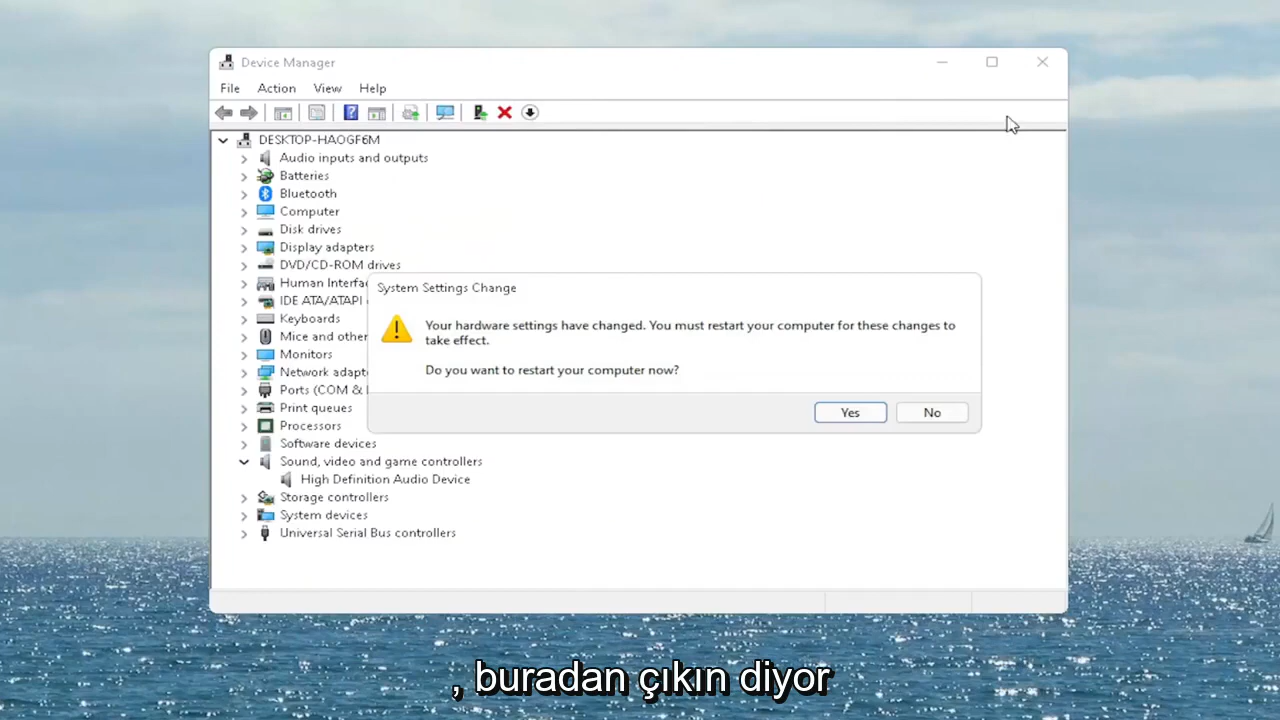 Device Manager
File Action View Help
DESKTOP-HAOGF6M
Audio inputs and outputs
Batteries
Bluetooth
Computer
Disk drives
Display adapters
DVD/CD-ROM drives
Human Interfa
IDE ATA/ATAPI
Keyboards
Mice and other
Monitors
Network adapt
Ports (COM &
Print queues
Processors
Software devices
Sound, video and game controllers
High Definition Audio Device
Storage controllers
System devices
Universal Serial Bus controllers
System Settings Change
Your hardware settings have changed. You must restart your computer for these changes to
take effect.
Do you want to restart your computer now?
Yes No
, buradan çıkın diyor